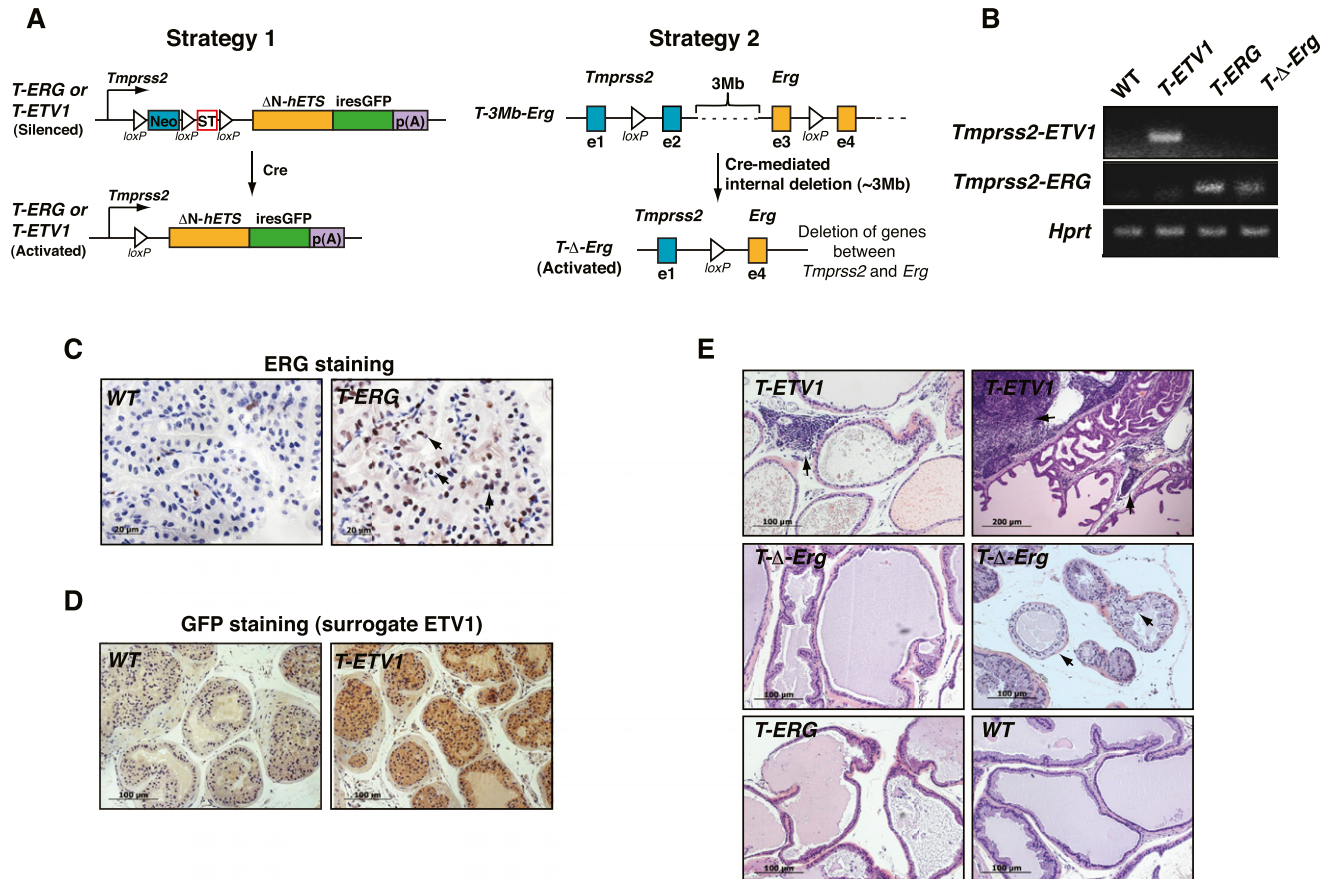 A
Strategy 1
Tmprss2
T-ERG or
T-ETV1
(Silenced)
loxP
Neo
loxP
ST
loxP
ΔN-hETS
iresGFP
p(A)
Cre
Tmprss2
T-ERG or
T-ETV1
(Activated)
loxP
ΔN-hETS
iresGFP
p(A)
Strategy 2
Tmprss2
3Mb
Erg
T-3Mb-Erg
e1
loxP
e2
e3
loxP
e4
Cre-mediated
internal deletion (~3Mb)
Tmprss2
Erg
T-Δ-Erg
(Activated)
e1
loxP
e4
Deletion of genes
between
Tmprss2 and Erg
B
WT
T-ETV1
T-ERG
T-Δ-Erg
Tmprss2-ETV1
Tmprss2-ERG
Hprt
C
ERG staining
WT
20 µm
T-ERG
20 µm
D
GFP staining (surrogate ETV1)
WT
100 µm
T-ETV1
100 µm
E
T-ETV1
100 µm
T-ETV1
200 µm
T-Δ-Erg
100 µm
T-Δ-Erg
100 µm
T-ERG
100 µm
WT
100 µm